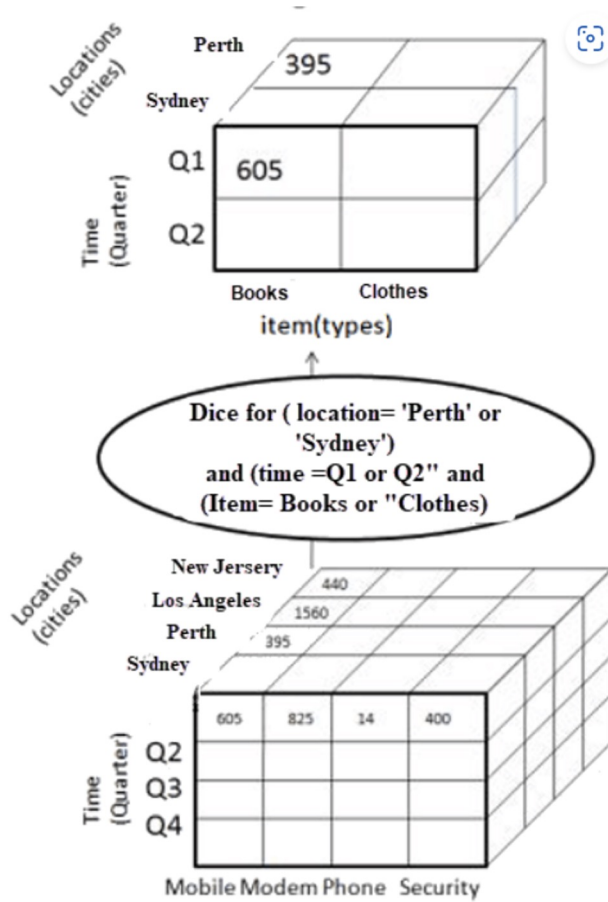 Locations
(cities)
Perth
395
Sydney
Q1
605
Time
(Quarter)
Q2
Books
Clothes
item(types)
Dice for ( location= 'Perth' or
'Sydney')
and (time =Q1 or Q2" and
(Item= Books or "Clothes)
Locations
(cities)
New Jersery
440
Los Angeles
1560
Perth
395
Sydney
605 825 14 400
Time
(Quarter)
Q2
Q3
Q4
Mobile Modem Phone Security